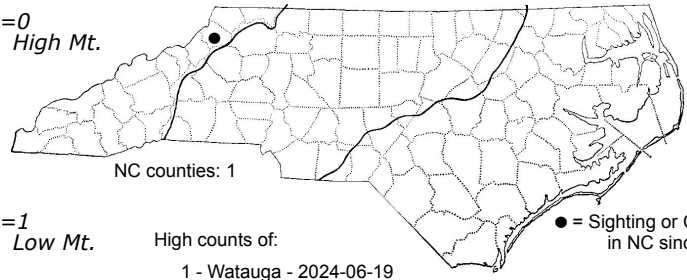 =0
High Mt.
NC counties: 1
=1
Low Mt.
High counts of:
1 - Watauga - 2024-06-19
● = Sighting or
in NC